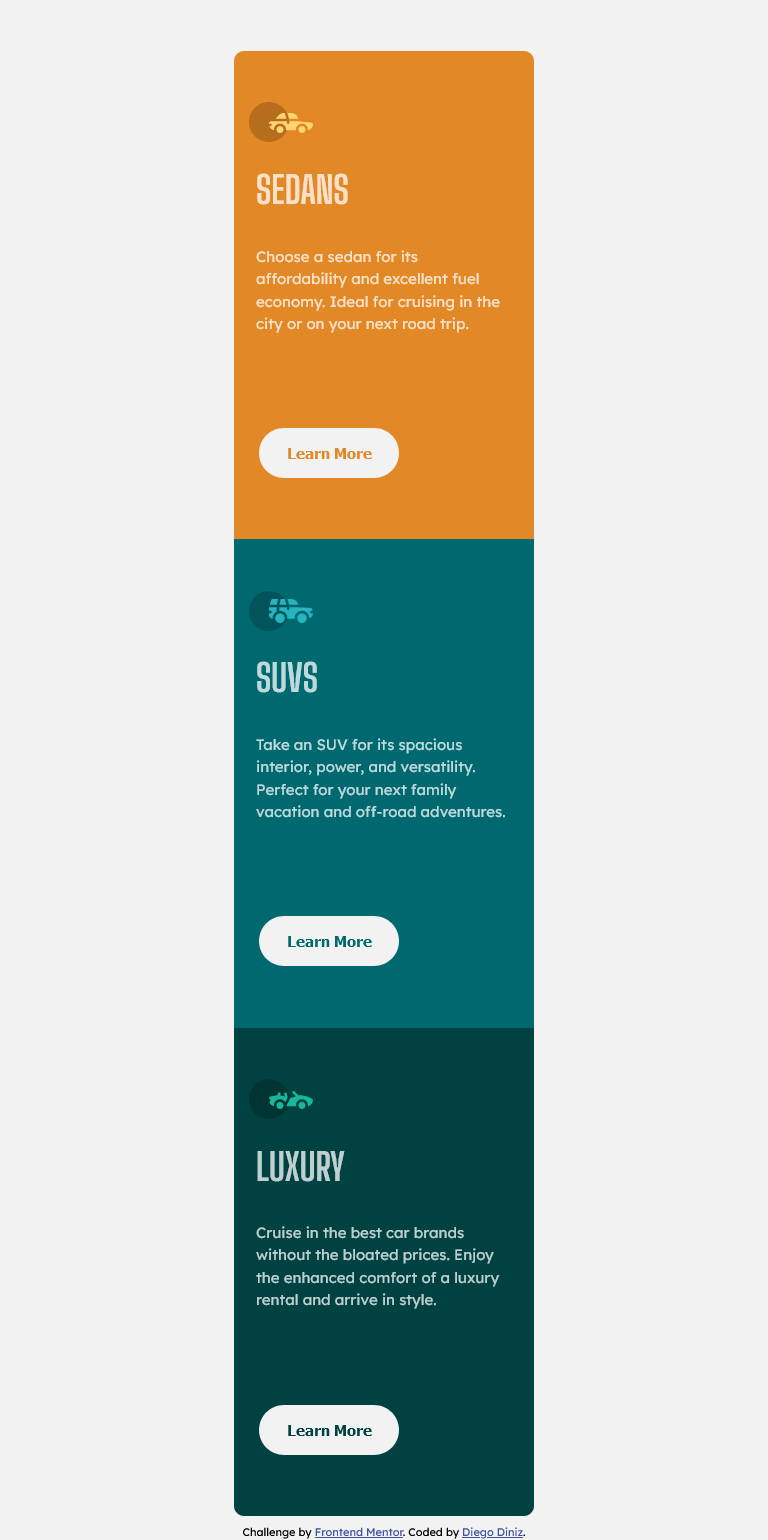 SEDANS
Choose a sedan for its
affordability and excellent fuel
economy. Ideal for cruising in the
city or on your next road trip.
Learn More
SUVS
Take an SUV for its spacious
interior, power, and versatility.
Perfect for your next family
vacation and off-road adventures.
Learn More
LUXURY
Cruise in the best car brands
without the bloated prices. Enjoy
the enhanced comfort of a luxury
rental and arrive in style.
Learn More
Challenge by Frontend Mentor. Coded by Diego Diniz.